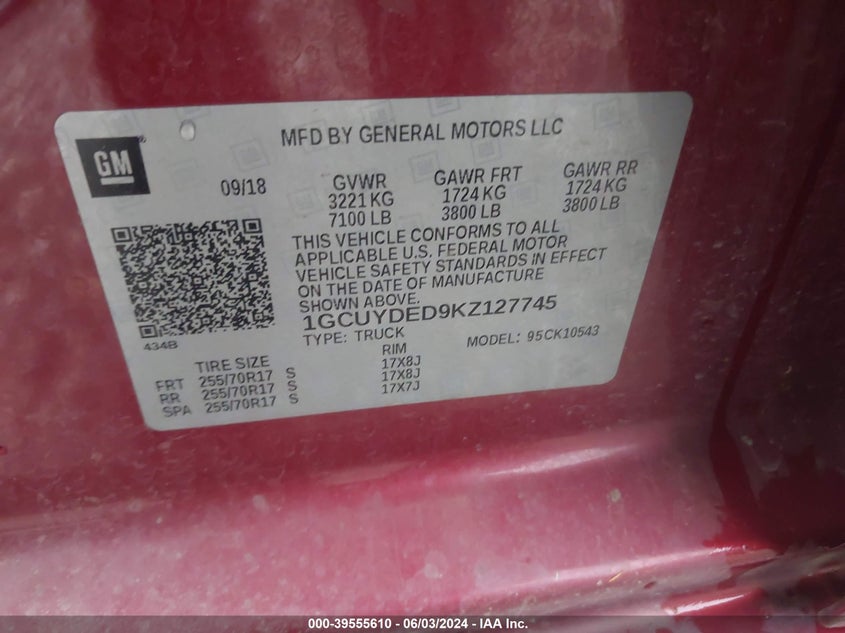 GM
MFD BY GENERAL MOTORS LLC
09/18
GVWR
3221 KG
7100 LB
GAWR FRT
1724 KG
3800 LB
GAWR RR
1724 KG
3800 LB
THIS VEHICLE CONFORMS TO ALL
APPLICABLE U.S. FEDERAL MOTOR
VEHICLE SAFETY STANDARDS IN EFFECT
ON THE DATE OF MANUFACTURE
SHOWN ABOVE.
1GCUYDED9KZ127745
TYPE: TRUCK
MODEL: 95CK10543
434B
TIRE SIZE
RIM
FRT 255/70R17 S 17X8J
RR 255/70R17 S 17X8J
SPA 255/70R17 S 17X7J
000-39555610 / 06/03/2024 - IAA Inc.